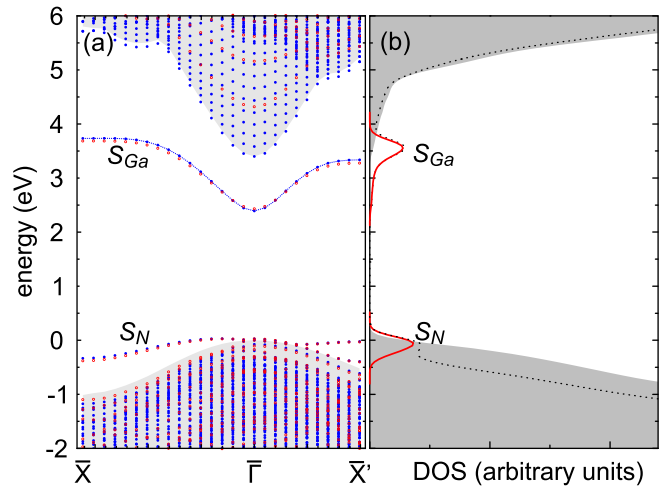 (a)
(b)
energy (eV)
6
5
4
3
2
1
0
-1
-2
S_Ga
S_N
S_Ga
S_N
X̅
Γ̅
X̅'
DOS (arbitrary units)